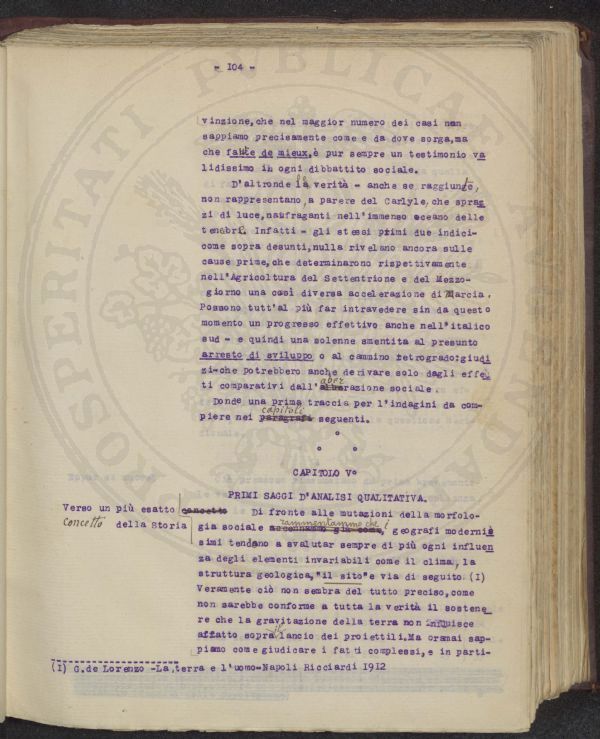 - 104 -
vinzione,che nel maggior numero dei casi non
sappiamo precisamente come e da dove sorga,ma
che faute de mieux,è pur sempre un testimonio va
lidissimo in ogni dibbattito sociale.
D'altronde la verità - anche se raggiunte,
non rappresentano, a parere del Carlyle, che spraz
zi di luce,naufraganti nell'immenso oceano delle
tenebri. Infatti - gli stessi primi due indici-
come sopra desunti,nulla rivelano ancora sulle
cause prime,che determinarono rispettivamente
nell'Agricoltura del Settentrione e del Mezzo-
giorno una così diversa accelerazione di Marcia.
Possono tutt'al più far intravedere sin da questo
momento un progresso effettivo anche nell'italico
sud - e quindi una solenne smentita al presunto
arresto di sviluppo o al cammino retrogrado:giudi
zi-che potrebbero anche derivare solo dagli effe
ti comparativi dall' aberrazione sociale.
Donde una prima traccia per l'indagini da com-
piere nei capitoli seguenti.
CAPITOLO V°
PRIMI SAGGI D'ANALISI QUALITATIVA.
Verso un più esatto concetto
concetto della Storia
Di fronte alle mutazioni della morfolo-
gia sociale rammentammo che i geografi moderni
simi tendano a svalutar sempre di più ogni influen
za degli elementi invariabili come il clima, la
struttura geologica,"il sito"e via di seguito.(I)
Veramente ciò non sembra del tutto preciso,come
non sarebbe conforme a tutta la verità il sostene
re che la gravitazione della terra non influisce
affatto sopra il lancio dei proiettili.Ma oramai sap-
piamo come giudicare i fatti complessi,e in parti-
(I) G.de Lorenzo -La terra e l'uomo-Napoli Ricciardi 1912